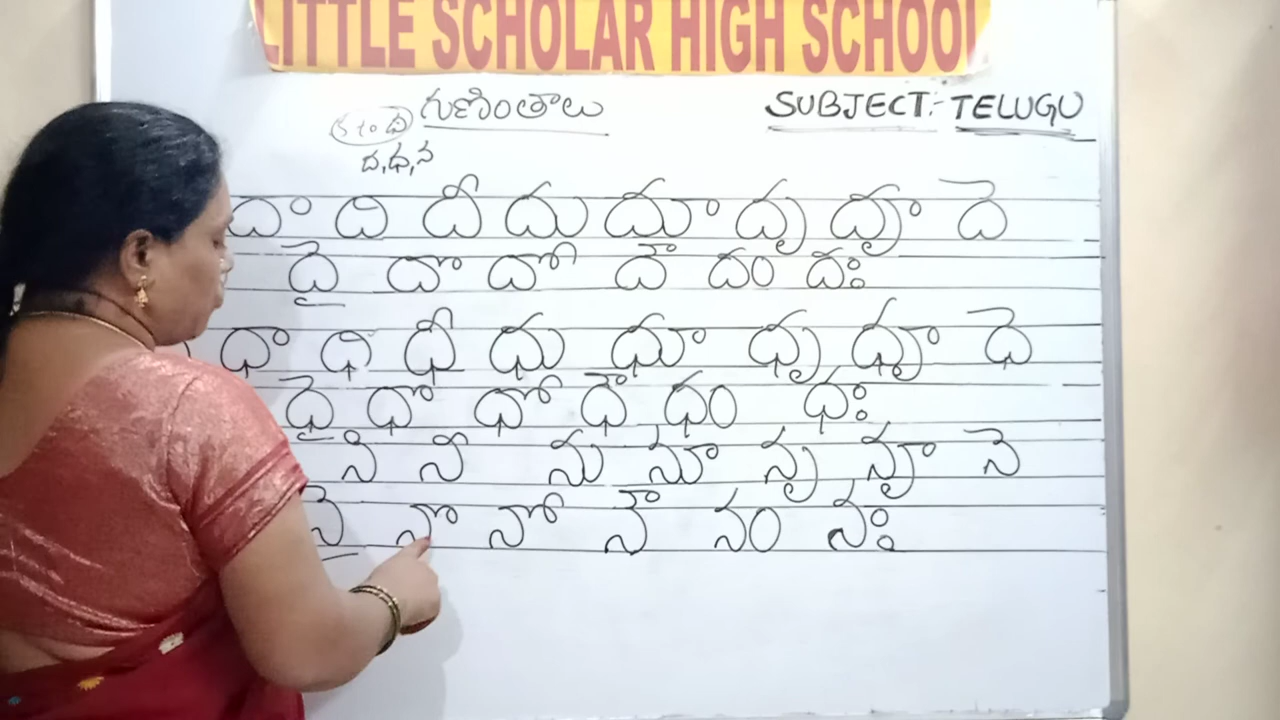 LITTLE SCHOLAR HIGH SCHOOL
గుణింతాలు SUBJECT:- TELUGU
ద,ధ,న
దా ది దీ దు దూ దృ దౄ దె
దై దొ దో దౌ దం దః
ధా ధి ధీ ధు ధూ ధృ ధౄ ధె
ధై ధొ ధో ధౌ ధం ధః
ని నీ ను నూ నృ నౄ నె
నై నొ నో నౌ నం నః